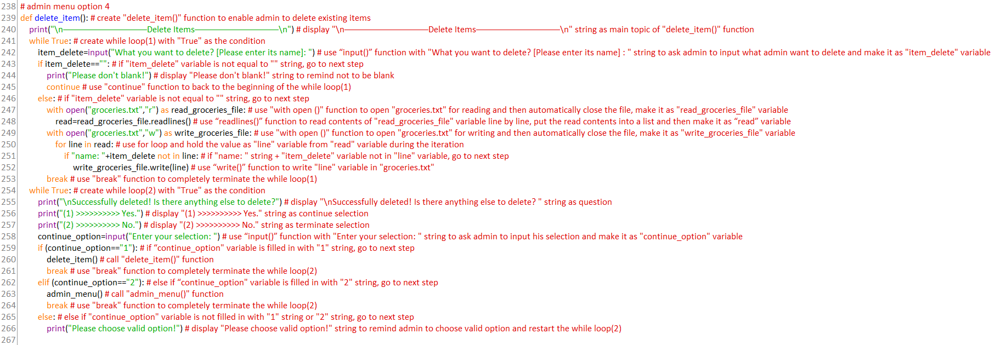 238 # admin menu option 4
239 def delete_item(): # create "delete_item()" function to enable admin to delete existing items
240 print("\n———————————Delete Items———————————\n") # display "\n———————————Delete Items———————————\n" string as main topic of "delete_item()" function
241 while True: # create while loop(1) with "True" as the condition
242 item_delete=input("What you want to delete? [Please enter its name]: ") # use “input()” function with "What you want to delete? [Please enter its name] : " string to ask admin to input what admin want to delete and make it as "item_delete" variable
243 if item_delete=="": # if "item_delete" variable is not equal to "" string, go to next step
244 print("Please don't blank!") # display "Please don't blank!" string to remind not to be blank
245 continue # use "continue" function to back to the beginning of the while loop(1)
246 else: # if "item_delete" variable is not equal to "" string, go to next step
247 with open("groceries.txt","r") as read_groceries_file: # use "with open ()" function to open "groceries.txt" for reading and then automatically close the file, make it as "read_groceries_file" variable
248 read=read_groceries_file.readlines() # use “readlines()” function to read contents of "read_groceries_file" variable line by line, put the read contents into a list and then make it as “read” variable
249 with open("groceries.txt","w") as write_groceries_file: # use "with open ()" function to open "groceries.txt" for writing and then automatically close the file, make it as "write_groceries_file" variable
250 for line in read: # use for loop and hold the value as "line" variable from "read" variable during the iteration
251 if "name: "+item_delete not in line: # if "name: " string + "item_delete" variable not in "line" variable, go to next step
252 write_groceries_file.write(line) # use “write()” function to write "line" variable in "groceries.txt"
253 break # use "break" function to completely terminate the while loop(1)
254 while True: # create while loop(2) with "True" as the condition
255 print("\nSuccessfully deleted! Is there anything else to delete?") # display "\nSuccessfully deleted! Is there anything else to delete? " string as question
256 print("(1) >>>>>>>>>> Yes.") # display "(1) >>>>>>>>>> Yes." string as continue selection
257 print("(2) >>>>>>>>>> No.") # display "(2) >>>>>>>>>> No." string as terminate selection
258 continue_option=input("Enter your selection: ") # use “input()” function with "Enter your selection: " string to ask admin to input his selection and make it as "continue_option" variable
259 if (continue_option=="1"): # if “continue_option" variable is filled in with "1" string, go to next step
260 delete_item() # call "delete_item()" function
261 break # use "break" function to completely terminate the while loop(2)
262 elif (continue_option=="2"): # else if “continue_option" variable is filled in with "2" string, go to next step
263 admin_menu() # call "admin_menu()" function
264 break # use "break" function to completely terminate the while loop(2)
265 else: # else if "continue_option" variable is not filled in with "1" string or "2" string, go to next step
266 print("Please choose valid option!") # display "Please choose valid option!" string to remind admin to choose valid option and restart the while loop(2)
267